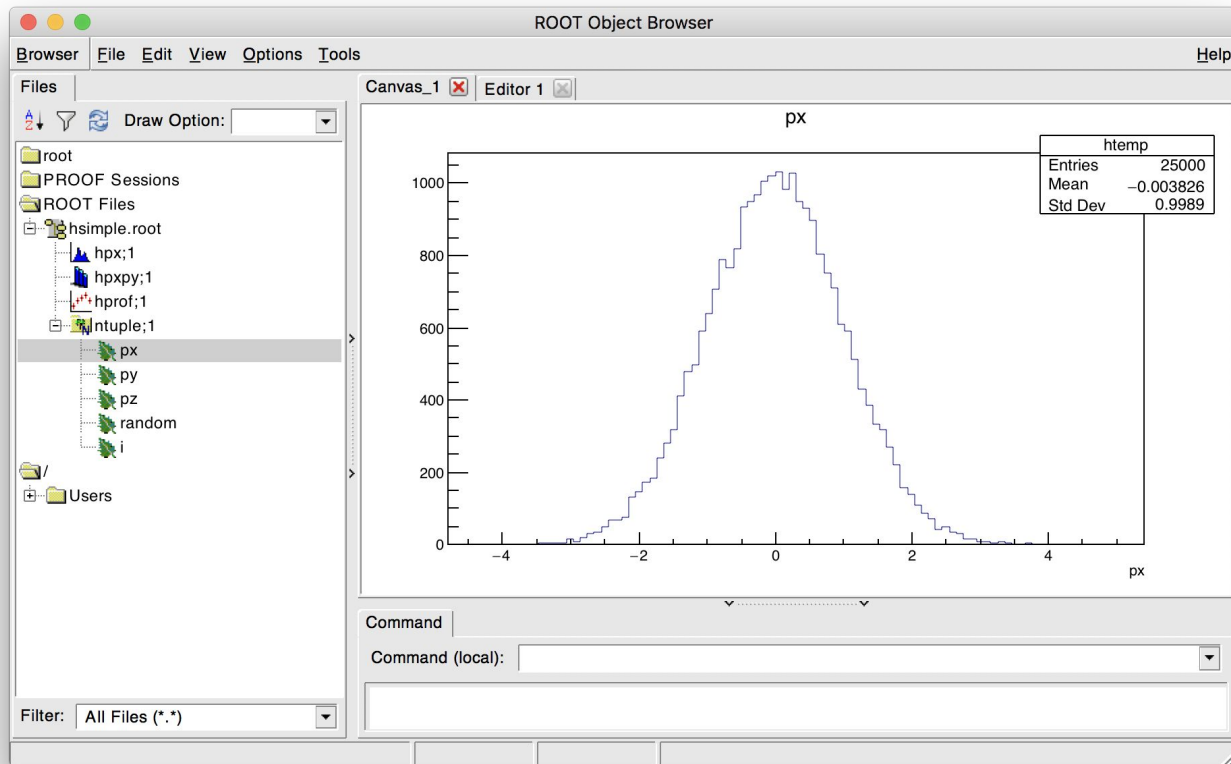 ROOT Object Browser
Browser File Edit View Options Tools Help
Files
Draw Option:
root
PROOF Sessions
ROOT Files
hsimple.root
hpx;1
hpxpy;1
hprof;1
ntuple;1
px
py
pz
random
i
/
Users
Filter: All Files (*.*)
Canvas_1 Editor 1
px
htemp
Entries 25000
Mean −0.003826
Std Dev 0.9989
1000
800
600
400
200
0
−4 −2 0 2 4
px
Command
Command (local):